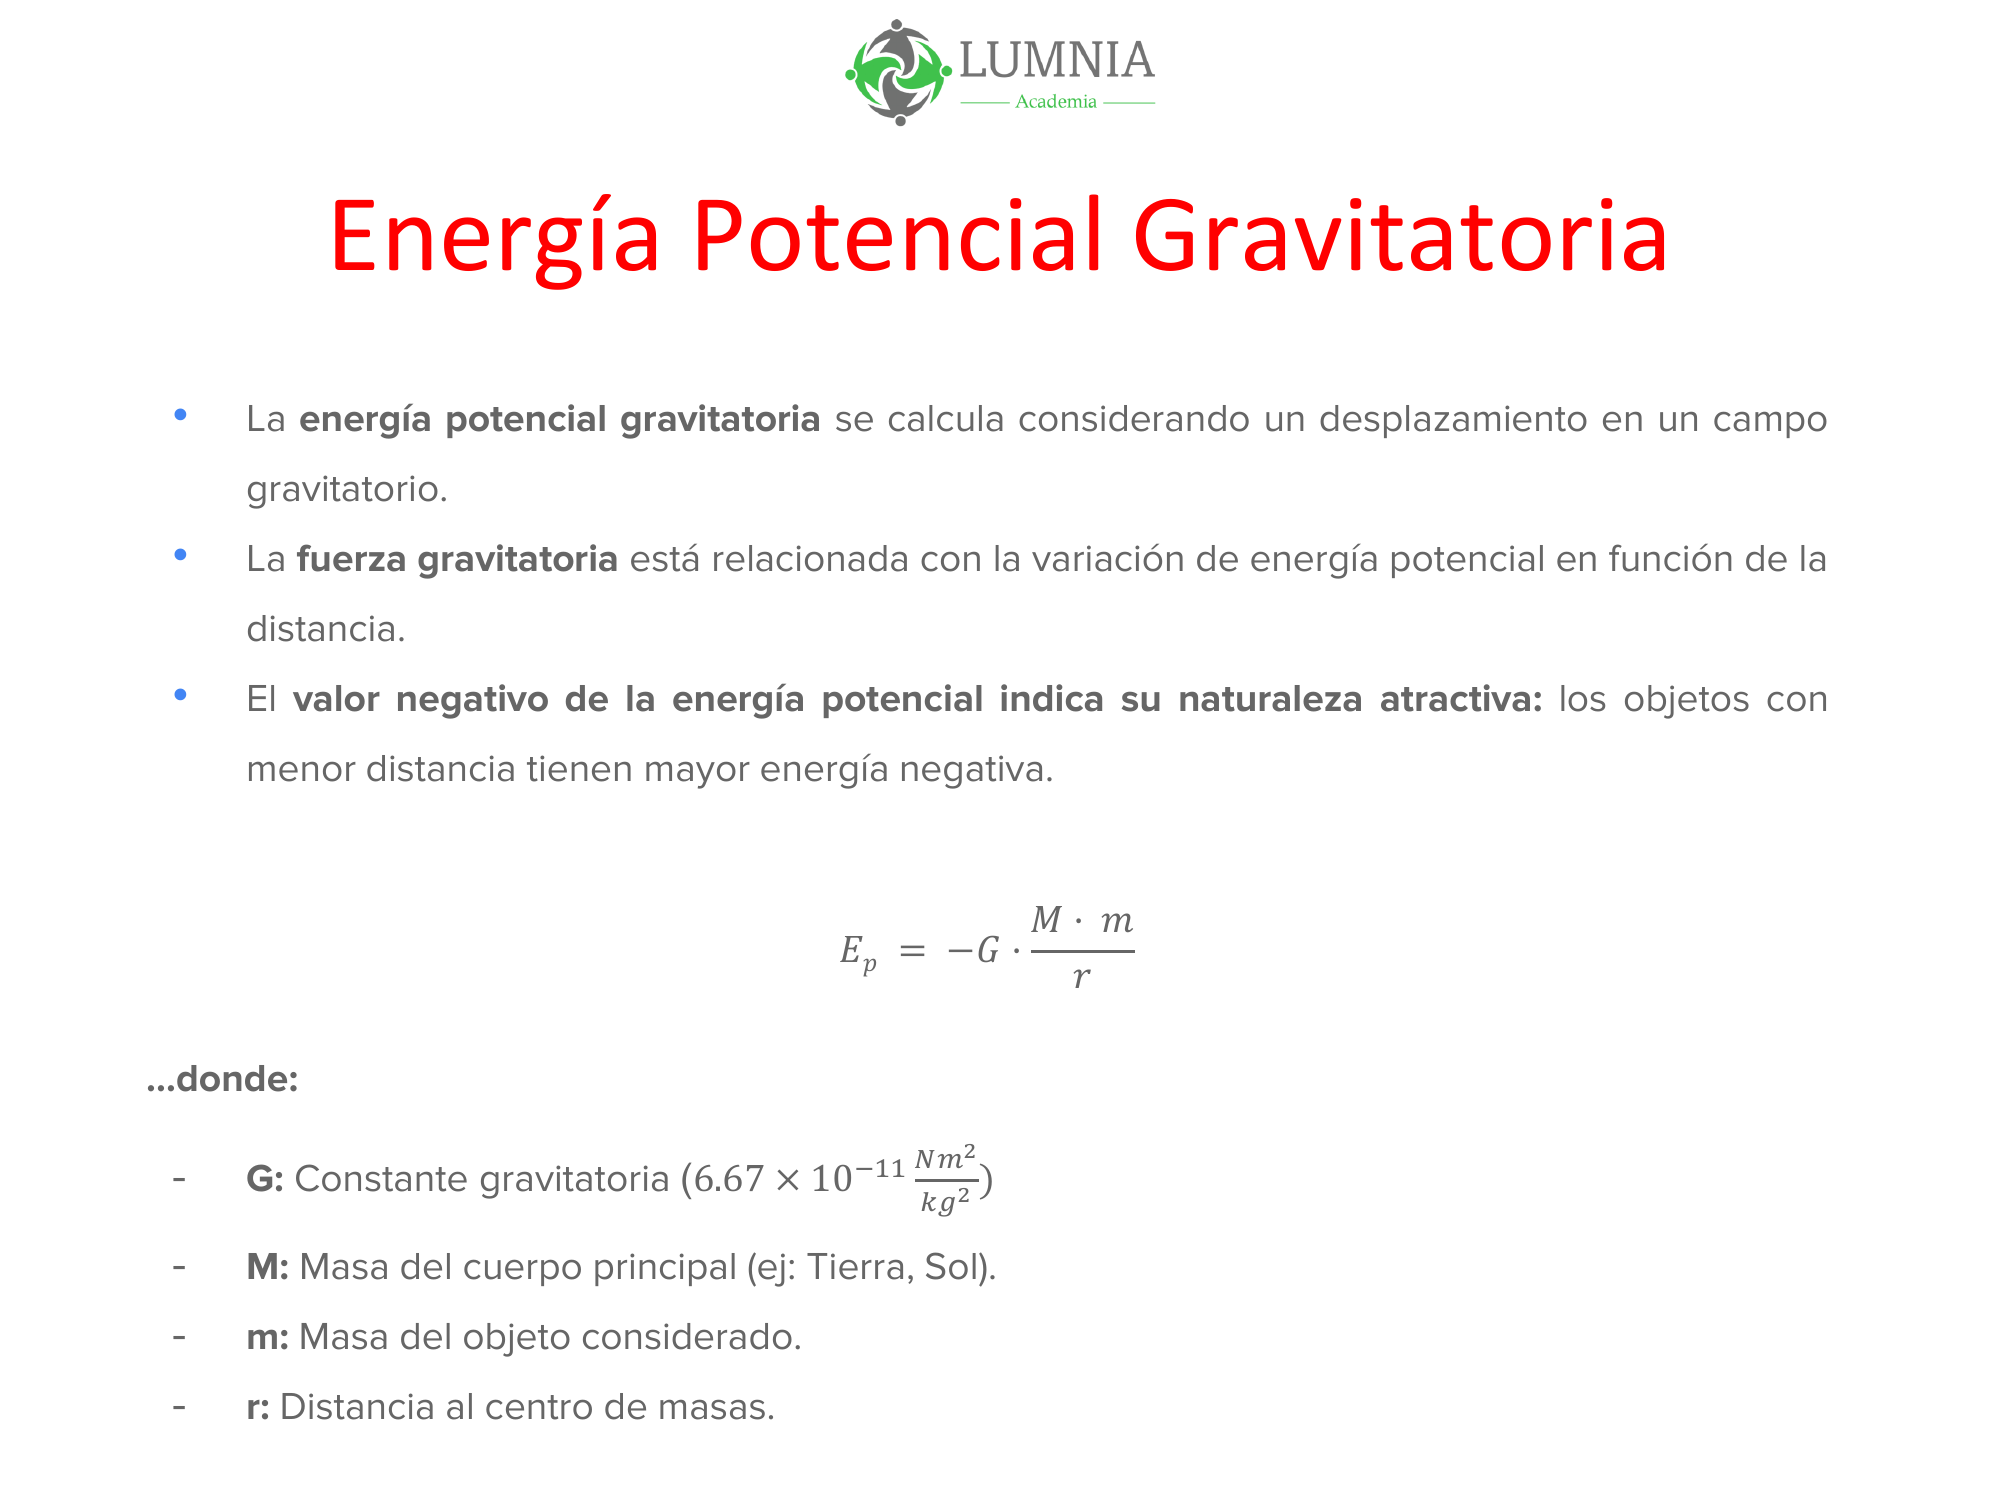 LUMNIA
Academia
Energía Potencial Gravitatoria
• La energía potencial gravitatoria se calcula considerando un desplazamiento en un campo
gravitatorio.
• La fuerza gravitatoria está relacionada con la variación de energía potencial en función de la
distancia.
• El valor negativo de la energía potencial indica su naturaleza atractiva: los objetos con
menor distancia tienen mayor energía negativa.
$E_p = -G \cdot \frac{M \cdot m}{r}$
...donde:
- G: Constante gravitatoria ($6.67 \times 10^{-11} \frac{Nm^2}{kg^2}$)
- M: Masa del cuerpo principal (ej: Tierra, Sol).
- m: Masa del objeto considerado.
- r: Distancia al centro de masas.